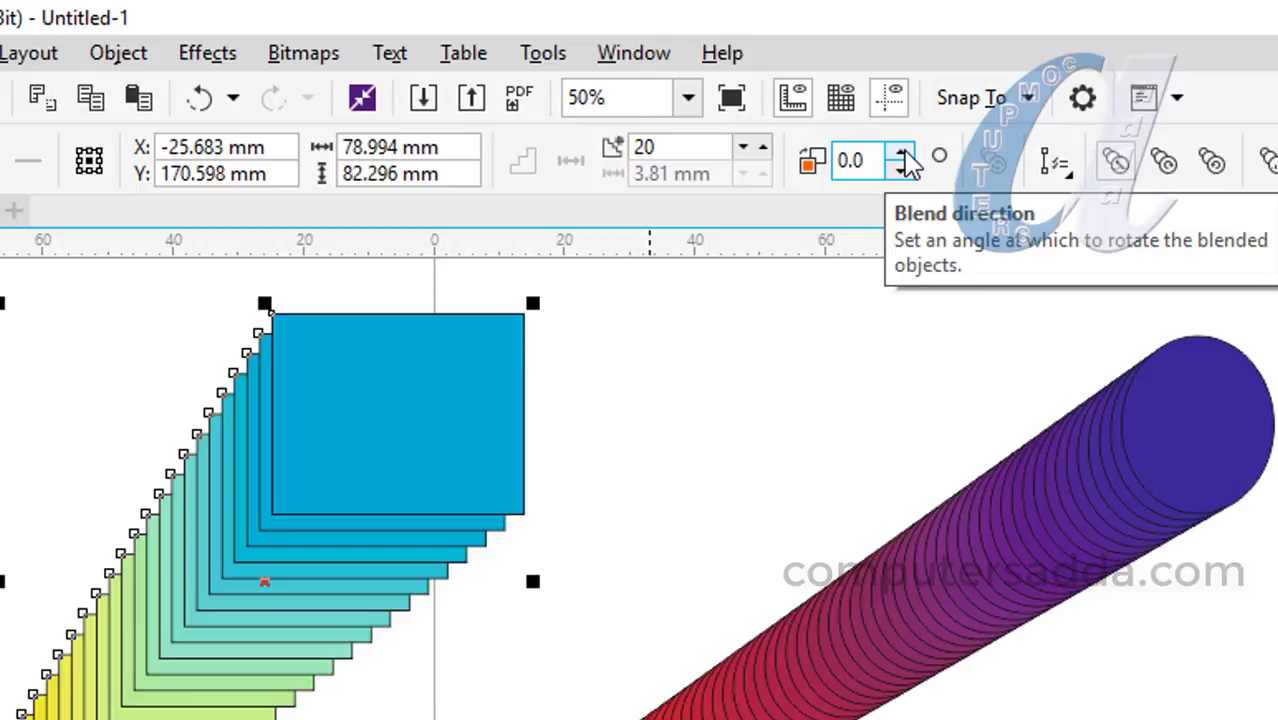 Bit) - Untitled-1
Layout Object Effects Bitmaps Text Table Tools Window Help
PDF 50% Snap To
X: -25.683 mm 78.994 mm 20
Y: 170.598 mm 82.296 mm 3.81 mm
0.0
COMPUTERS
adda
Blend direction
Set an angle at which to rotate the blended
objects.
60 40 20 0 20 40 60
computersadda.com